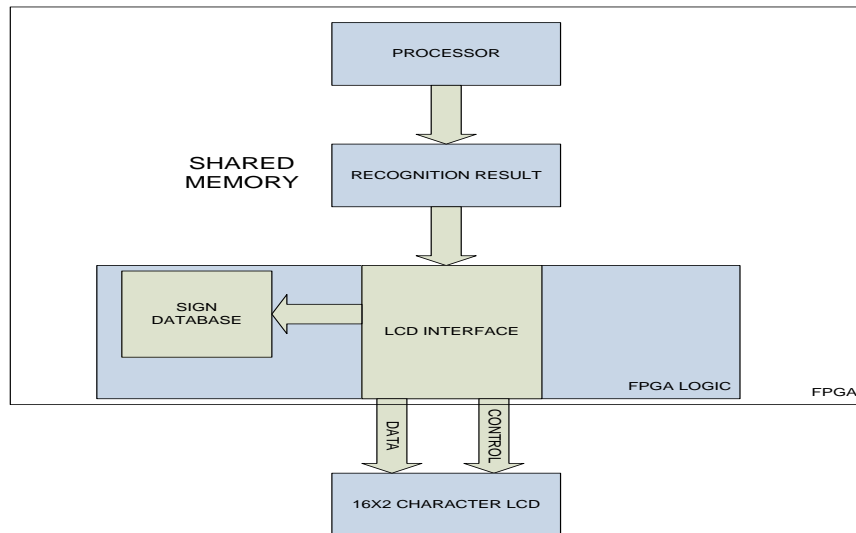 PROCESSOR
SHARED
MEMORY
RECOGNITION RESULT
SIGN
DATABASE
LCD INTERFACE
FPGA LOGIC
FPGA
DATA
CONTROL
16X2 CHARACTER LCD